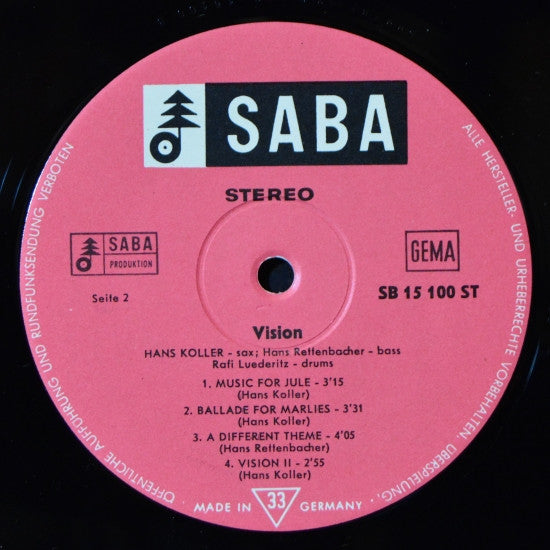 SABA
STEREO
SABA
PRODUKTION
GEMA
Seite 2
SB 15 100 ST
Vision
HANS KOLLER - sax; Hans Rettenbacher - bass
Rafi Luederitz - drums
1. MUSIC FOR JULE - 3'15
(Hans Koller)
2. BALLADE FOR MARLIES - 3'31
(Hans Koller)
3. A DIFFERENT THEME - 4'05
(Hans Rettenbacher)
4. VISION II - 2'55
(Hans Koller)
MADE IN 33 GERMANY
ALLE HERSTELLER- UND URHEBERRECHTE VORBEHALTEN. ÜBERSPIELUNG,
ÖFFENTLICHE AUFFÜHRUNG UND RUNDFUNKSENDUNG VERBOTEN